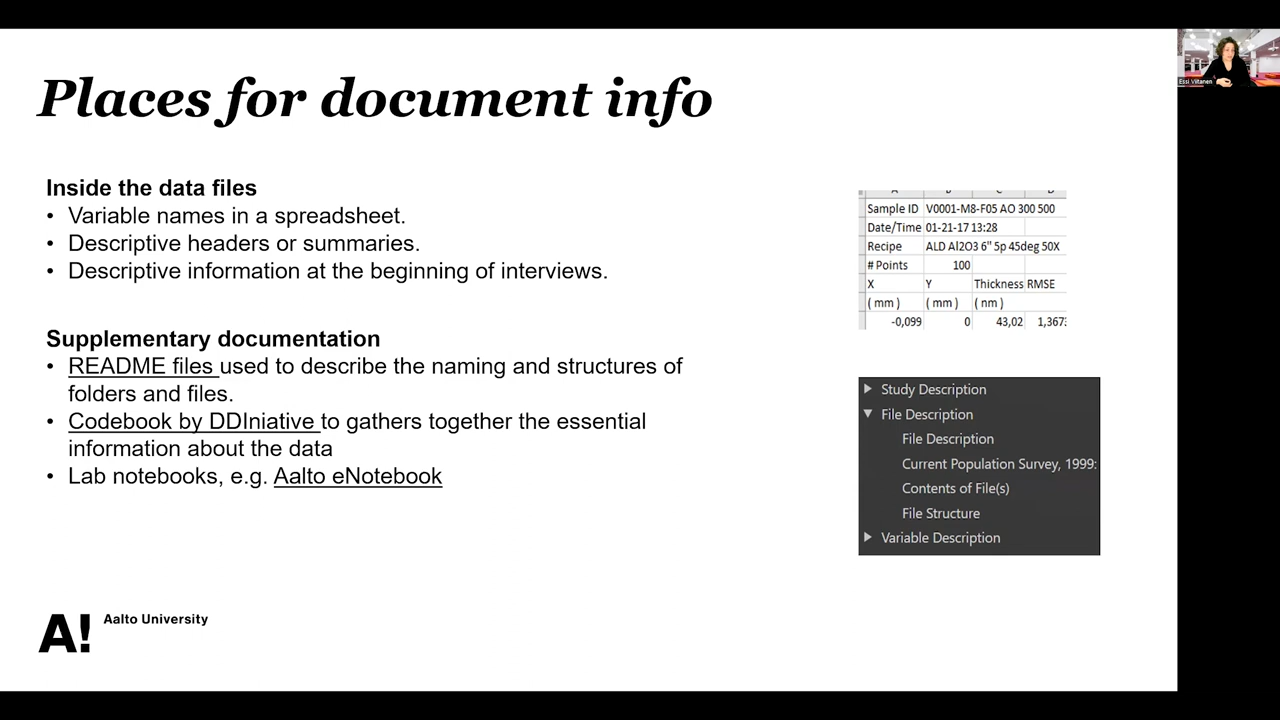 Places for document info
Essi Viitanen
Inside the data files
• Variable names in a spreadsheet.
• Descriptive headers or summaries.
• Descriptive information at the beginning of interviews.
Supplementary documentation
• README files used to describe the naming and structures of
folders and files.
• Codebook by DDIniative to gathers together the essential
information about the data
• Lab notebooks, e.g. Aalto eNotebook
A B C D
Sample ID V0001-M8-F05 AO 300 500
Date/Time 01-21-17 13:28
Recipe ALD Al2O3 6" 5p 45deg 50X
# Points 100
X Y Thickness RMSE
( mm ) ( mm ) ( nm )
-0,099 0 43,02 1,367
Study Description
File Description
File Description
Current Population Survey, 1999:
Contents of File(s)
File Structure
Variable Description
A! Aalto University